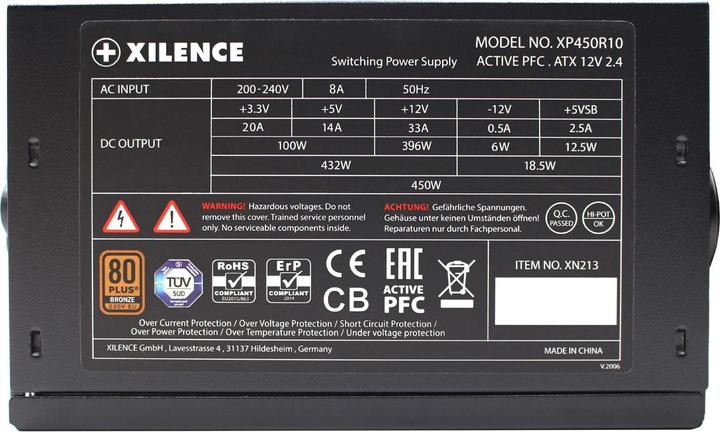 XILENCE
Switching Power Supply
MODEL NO. XP450R10
ACTIVE PFC . ATX 12V 2.4
AC INPUT 200-240V 8A 50Hz
DC OUTPUT
+3.3V +5V +12V -12V +5VSB
20A 14A 33A 0.5A 2.5A
100W 396W 6W 12.5W
432W 18.5W
450W
WARNING! Hazardous voltages. Do not
remove this cover. Trained service personnel
only. No serviceable components inside.
ACHTUNG! Gefährliche Spannungen.
Gehäuse unter keinen Umständen öffnen!
Reparaturen nur durch Fachpersonal.
Q.C.
PASSED
HI-POT
OK
80
PLUS®
BRONZE
230V EU
TÜV
SÜD
RoHS
COMPLIANT
EU2015/863
ErP
COMPLIANT
2014
CE
CB
EAC
ACTIVE
PFC
ITEM NO. XN213
Over Current Protection / Over Voltage Protection / Short Circuit Protection /
Over Power Protection / Over Temperature Protection / Under voltage protection
XILENCE GmbH , Lavesstrasse 4 , 31137 Hildesheim , Germany
MADE IN CHINA
V.2006